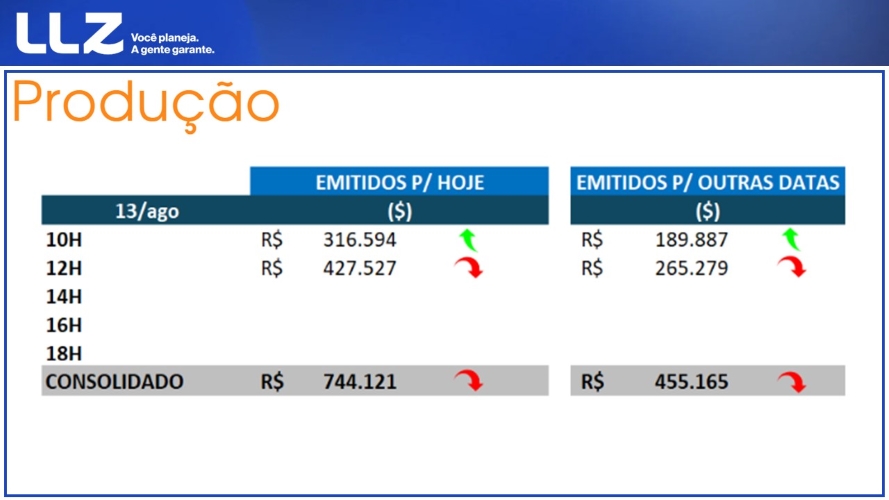 LLZ
Você planeja.
A gente garante.
Produção
EMITIDOS P/ HOJE EMITIDOS P/ OUTRAS DATAS
13/ago ($) ($)
10H R$ 316.594 R$ 189.887
12H R$ 427.527 R$ 265.279
14H
16H
18H
CONSOLIDADO R$ 744.121 R$ 455.165